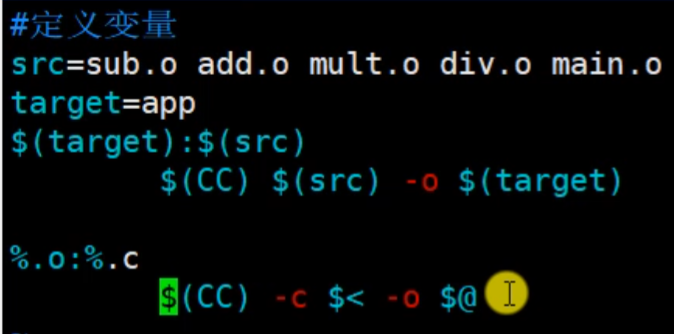 #定义变量
src=sub.o add.o mult.o div.o main.o
target=app
$(target):$(src)
        $(CC) $(src) -o $(target)

%.o:%.c
        $(CC) -c $< -o $@